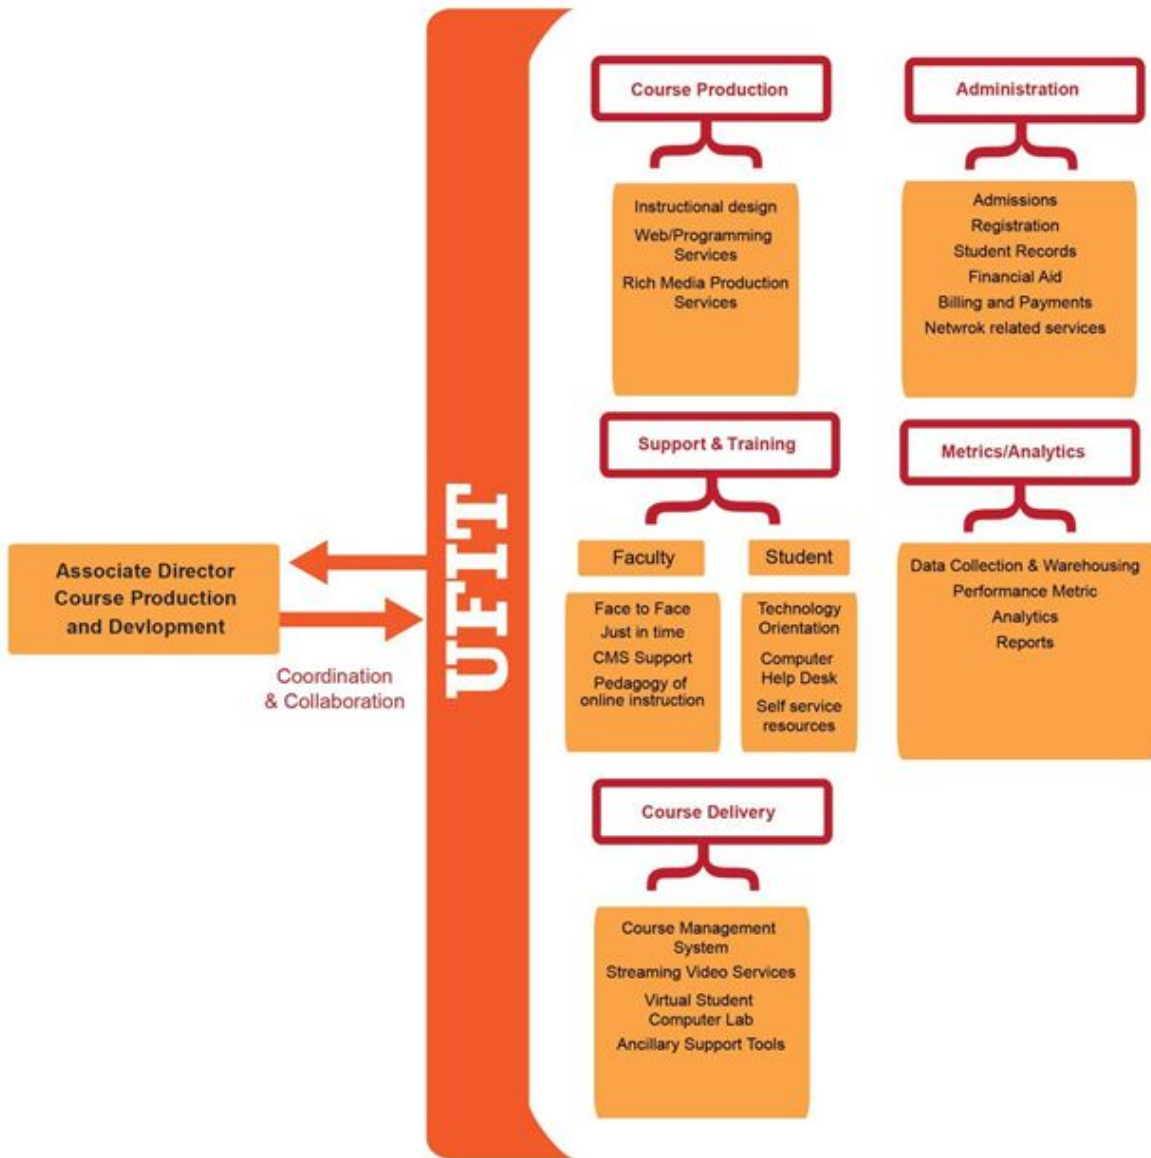 Associate Director
Course Production
and Devlopment
Coordination
& Collaboration
UFIT
Course Production
Instructional design
Web/Programming
Services
Rich Media Production
Services
Administration
Admissions
Registration
Student Records
Financial Aid
Billing and Payments
Netwrok related services
Support & Training
Faculty
Face to Face
Just in time
CMS Support
Pedagogy of
online instruction
Student
Technology
Orientation
Computer
Help Desk
Self service
resources
Metrics/Analytics
Data Collection & Warehousing
Performance Metric
Analytics
Reports
Course Delivery
Course Management
System
Streaming Video Services
Virtual Student
Computer Lab
Ancillary Support Tools